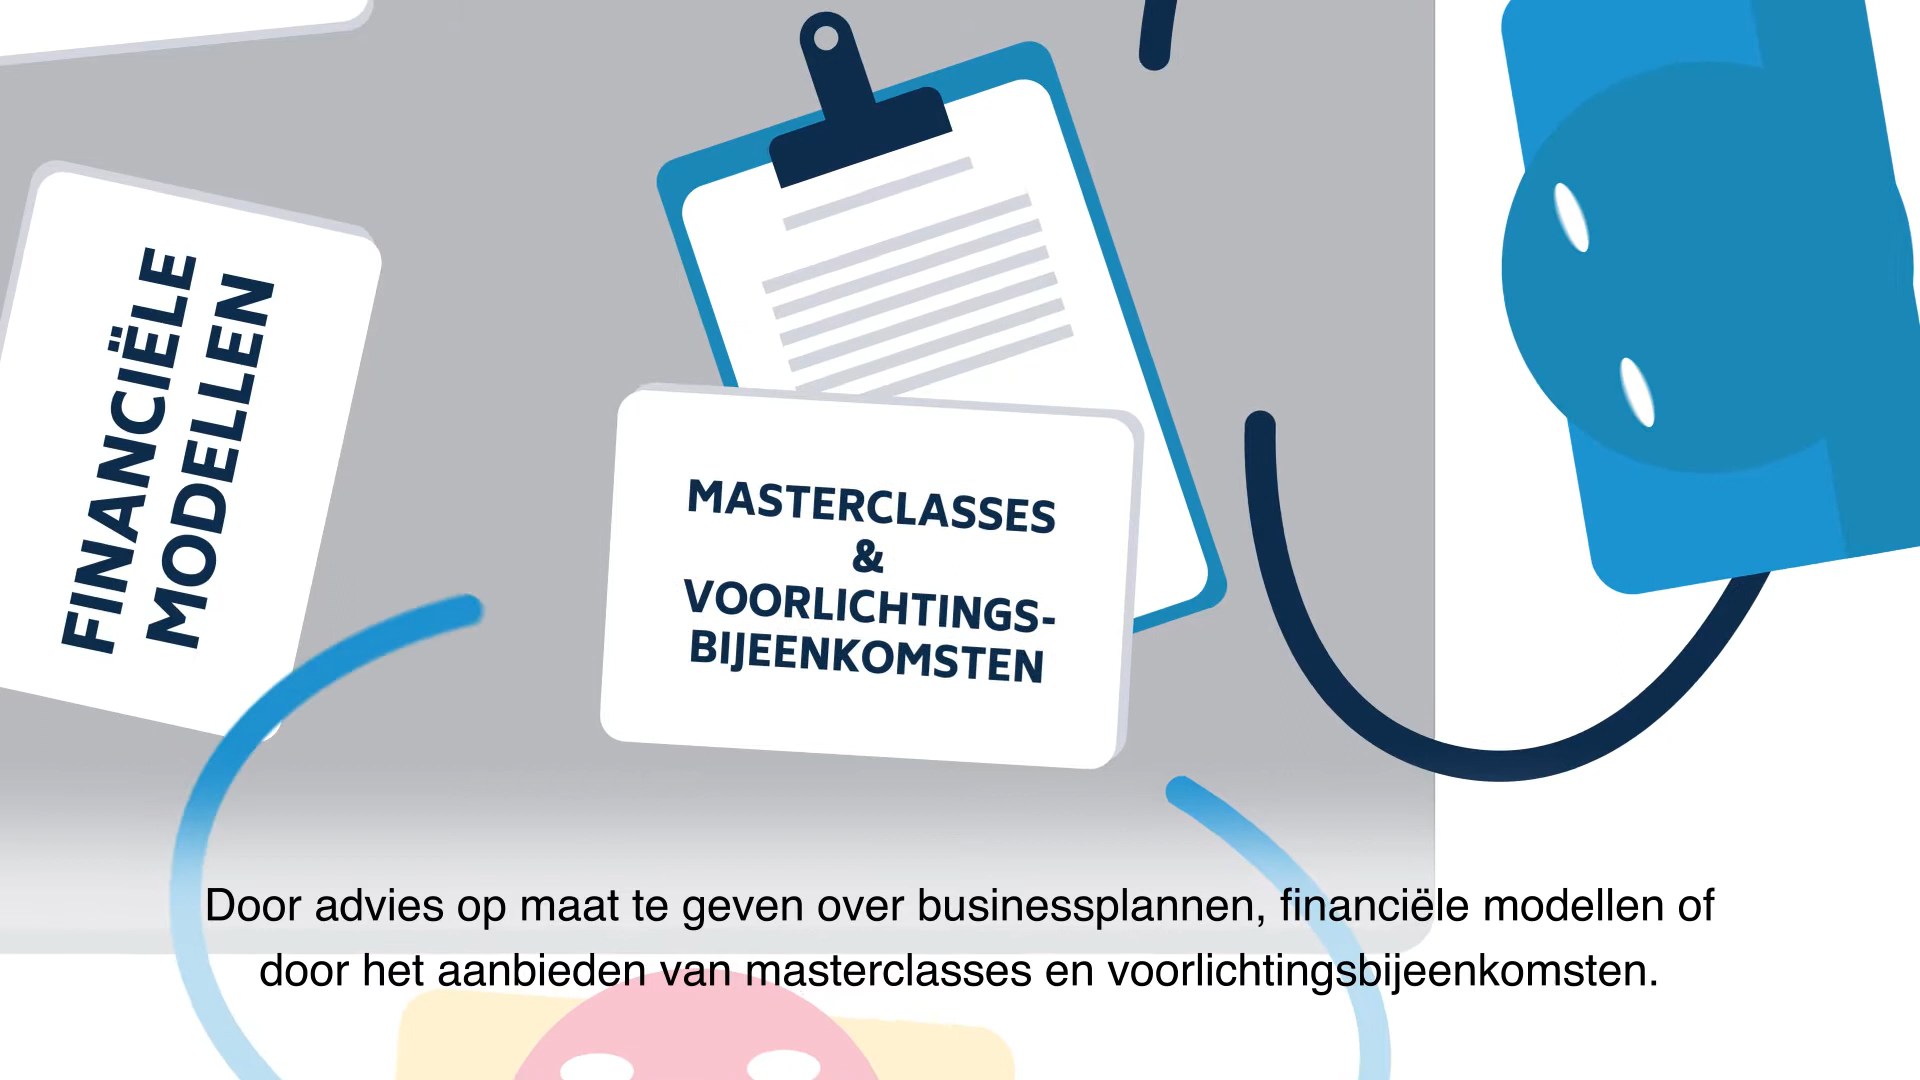 FINANCIËLE
MODELLEN
MASTERCLASSES
&
VOORLICHTINGS-
BIJEENKOMSTEN
Door advies op maat te geven over businessplannen, financiële modellen of
door het aanbieden van masterclasses en voorlichtingsbijeenkomsten.